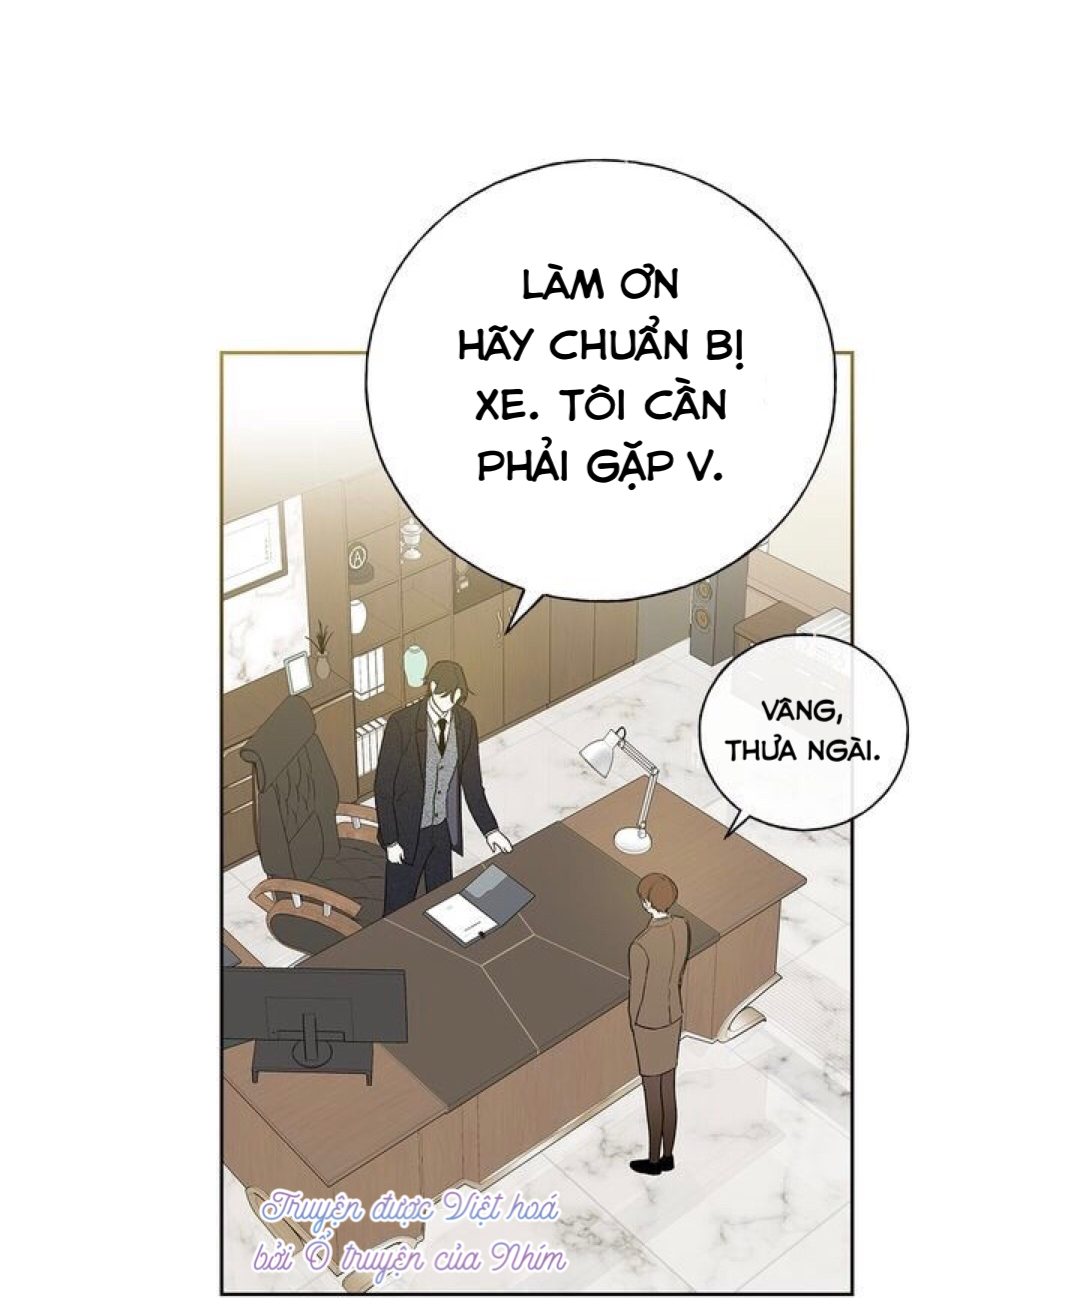 LÀM ƠN
HÃY CHUẨN BỊ
XE. TÔI CẦN
PHẢI GẶP V.
A
VÂNG,
THƯA NGÀI.
Truyện được Việt hoá
bởi Ổ truyện của Nhím